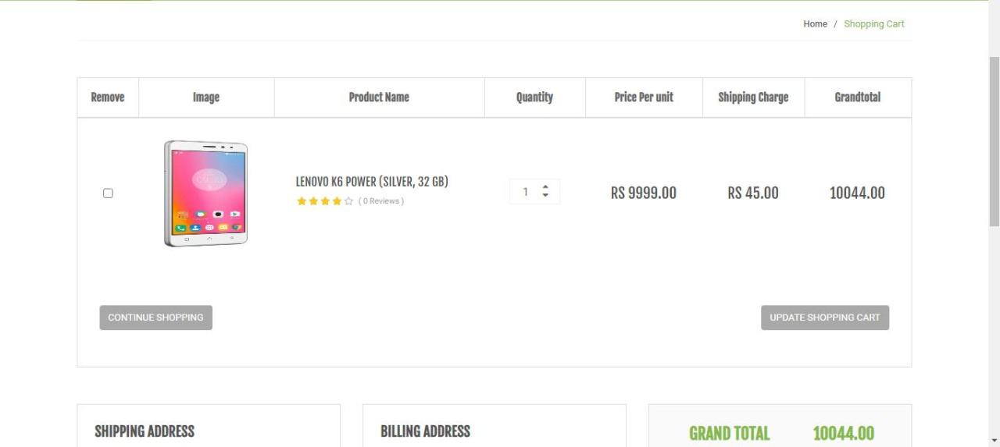 Home / Shopping Cart
Remove Image Product Name Quantity Price Per unit Shipping Charge Grandtotal
LENOVO K6 POWER (SILVER, 32 GB)
( 0 Reviews )
1 RS 9999.00 RS 45.00 10044.00
CONTINUE SHOPPING UPDATE SHOPPING CART
SHIPPING ADDRESS BILLING ADDRESS GRAND TOTAL 10044.00